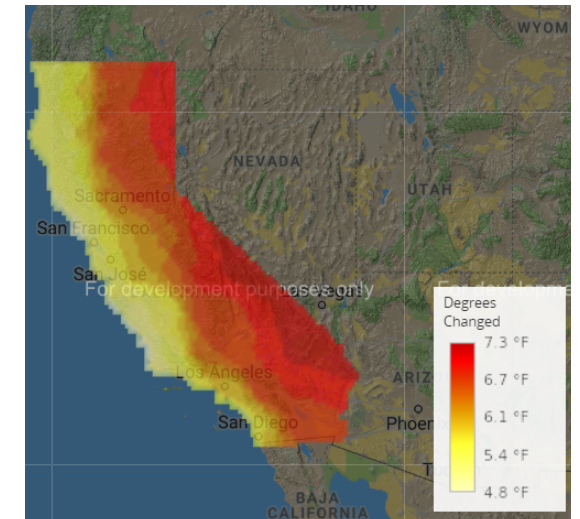 IDAHO
WYOM
NEVADA
UTAH
Sacramento
San Francisco
San José
For development purposes only
For developme
Las Vegas
Los Angeles
ARIZ
San Diego
Phoen
BAJA
CALIFORNIA
Degrees
Changed
7.3 °F
6.7 °F
6.1 °F
5.4 °F
4.8 °F